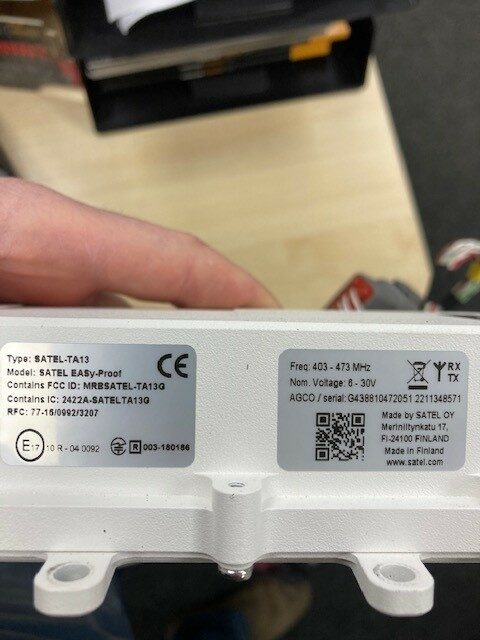 Type: SATEL-TA13
Model: SATEL EASy-Proof
Contains FCC ID: MRBSATEL-TA13G
Contains IC: 2422A-SATELTA13G
RFC: 77-16/0992/3207
CE
E17 10 R - 04 0092
R 003-180186
Freq: 403 - 473 MHz
Nom. Voltage: 6 - 30V
RX
TX
AGCO / serial: G438810472051 2211348571
Made by SATEL OY
Meriniitynkatu 17,
FI-24100 FINLAND
Made in Finland
www.satel.com